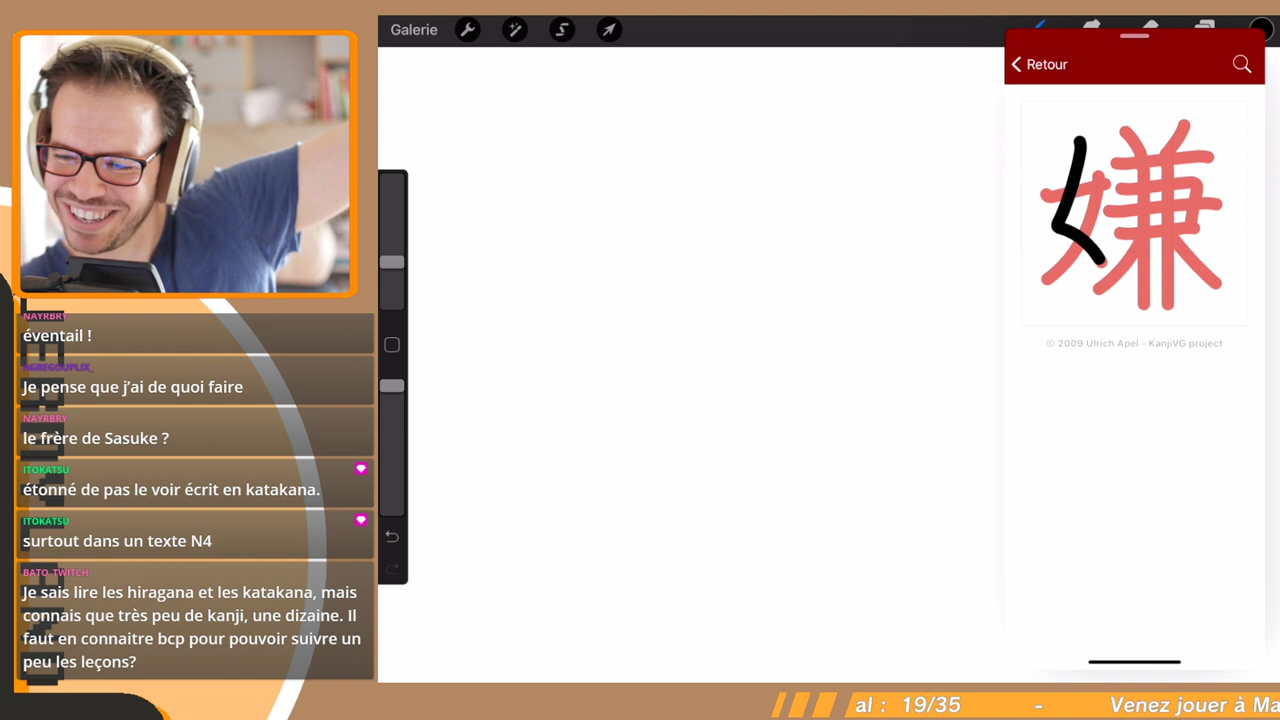 Galerie
Retour
嫌
© 2009 Ulrich Apel - KanjiVG project
NAYRBRY
éventail !
AGREGOUPLIX_
Je pense que j’ai de quoi faire
NAYRBRY
le frère de Sasuke ?
ITOKATSU
étonné de pas le voir écrit en katakana.
ITOKATSU
surtout dans un texte N4
BATO_TWITCH
Je sais lire les hiragana et les katakana, mais
connais que très peu de kanji, une dizaine. Il
faut en connaitre bcp pour pouvoir suivre un
peu les leçons?
al : 19/35 - Venez jouer à Ma